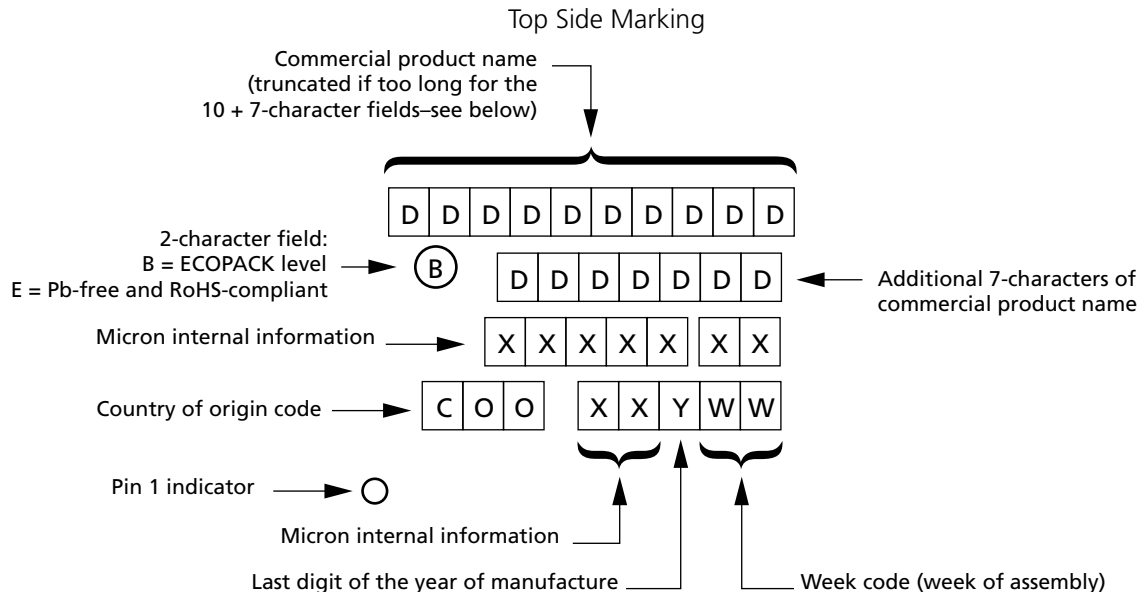 Top Side Marking
Commercial product name
(truncated if too long for the
10 + 7-character fields–see below)
D D D D D D D D D D
2-character field:
B = ECOPACK level
E = Pb-free and RoHS-compliant
B
D D D D D D D
Additional 7-characters of
commercial product name
Micron internal information
X X X X X X X
Country of origin code
C O O X X Y W W
Pin 1 indicator
Micron internal information
Last digit of the year of manufacture
Week code (week of assembly)